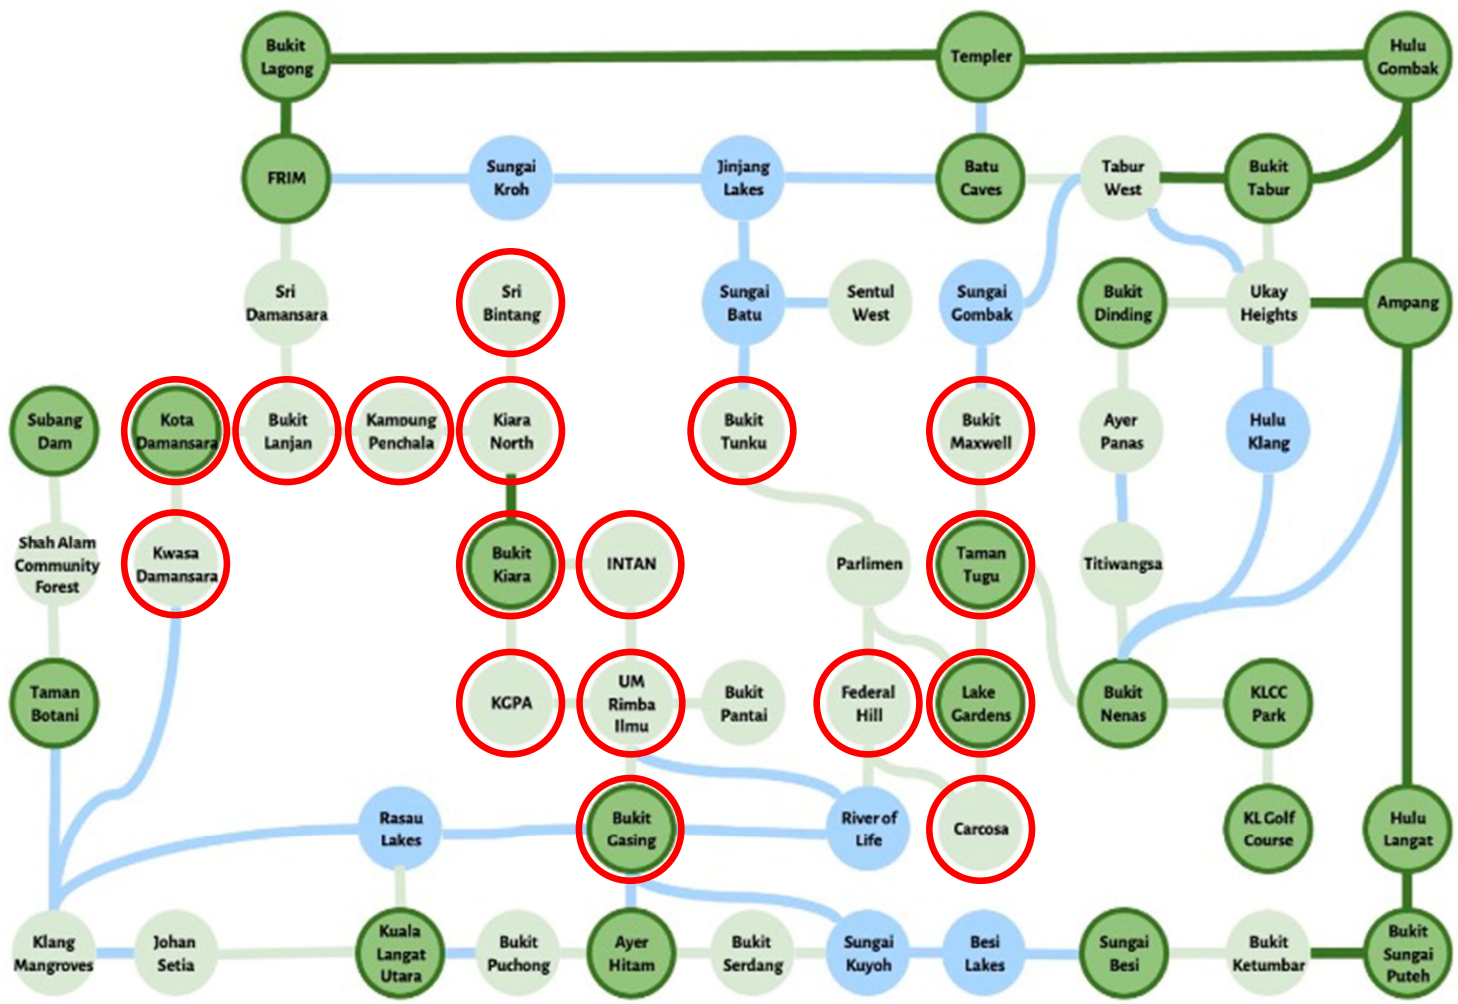 Bukit
Lagong
Templer
Hulu
Gombak
FRIM
Sungai
Kroh
Jinjang
Lakes
Batu
Caves
Tabur
West
Bukit
Tabur
Sri
Damansara
Sri
Bintang
Sungai
Batu
Sentul
West
Sungai
Gombak
Bukit
Dinding
Ukay
Heights
Ampang
Subang
Dam
Kota
Damansara
Bukit
Lanjan
Kampung
Penchala
Kiara
North
Bukit
Tunku
Bukit
Maxwell
Ayer
Panas
Hulu
Klang
Shah Alam
Community
Forest
Kwasa
Damansara
Bukit
Kiara
INTAN
Parlimen
Taman
Tugu
Titiwangsa
Taman
Botani
KGPA
UM
Rimba
Ilmu
Bukit
Pantai
Federal
Hill
Lake
Gardens
Bukit
Nenas
KLCC
Park
Rasau
Lakes
Bukit
Gasing
River of
Life
Carcosa
KL Golf
Course
Hulu
Langat
Klang
Mangroves
Johan
Setia
Kuala
Langat
Utara
Bukit
Puchong
Ayer
Hitam
Bukit
Serdang
Sungai
Kuyoh
Besi
Lakes
Sungai
Besi
Bukit
Ketumbar
Bukit
Sungai
Puteh